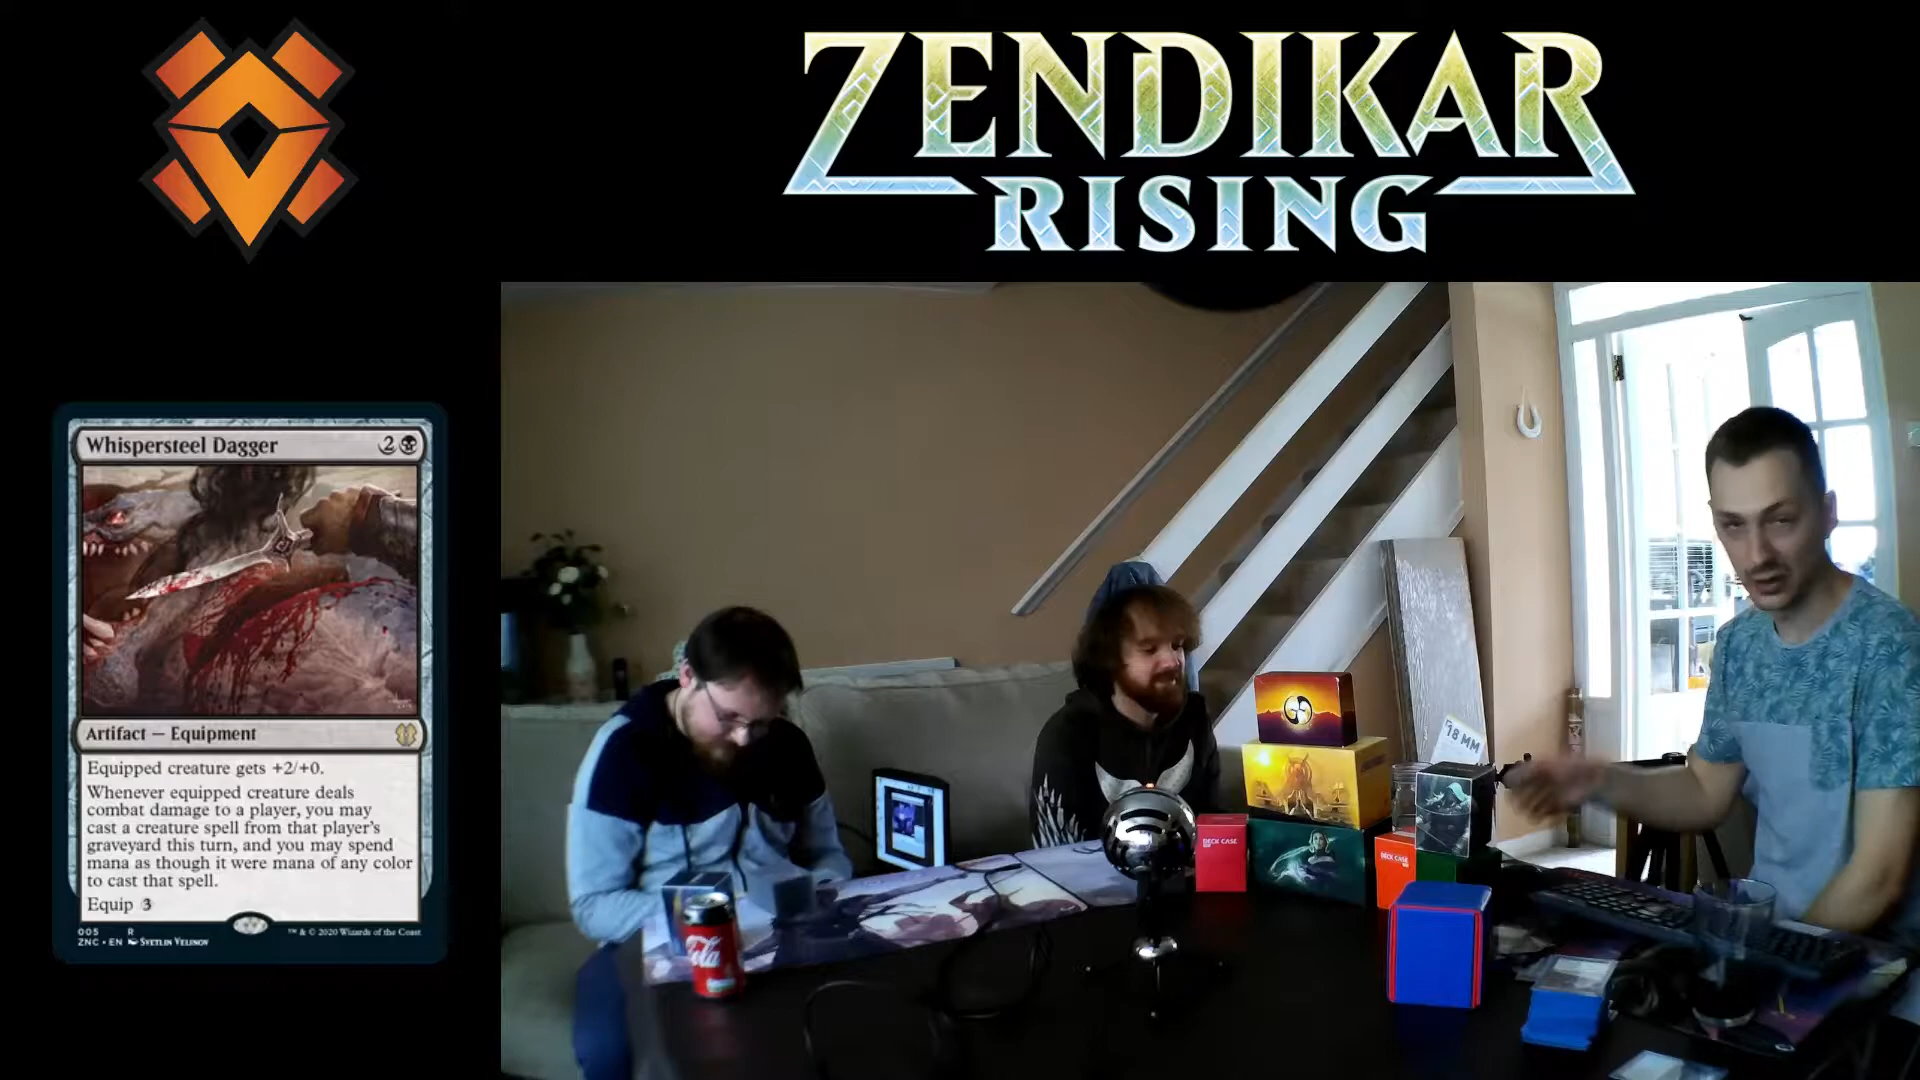 ZENDIKAR
RISING
Whispersteel Dagger 2
Artifact — Equipment
Equipped creature gets +2/+0.
Whenever equipped creature deals
combat damage to a player, you may
cast a creature spell from that player's
graveyard this turn, and you may spend
mana as though it were mana of any color
to cast that spell.
Equip 3
005 R
ZNC • EN Svetlin Velinov
™ & © 2020 Wizards of the Coast
18 MM
DECK CASE
DECK CASE
Cola